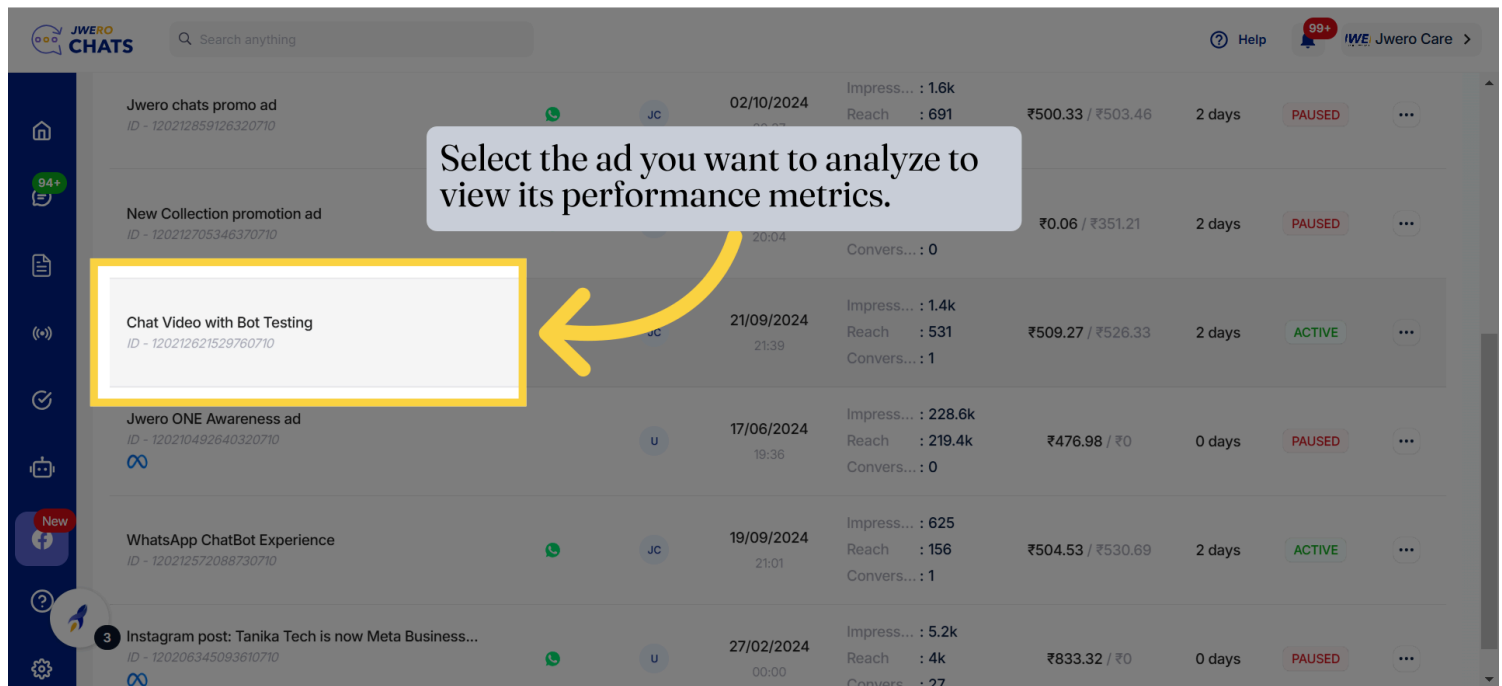 JWERO
CHATS
Search anything
Help
99+
JWE
Jwero Care
Jwero chats promo ad
ID - 120212859126320710
JC
02/10/2024
Impress... : 1.6k
Reach : 691
₹500.33 / ₹503.46
2 days
PAUSED
Select the ad you want to analyze to
view its performance metrics.
94+
New Collection promotion ad
ID - 120212705346370710
20:04
Convers... : 0
₹0.06 / ₹351.21
2 days
PAUSED
Chat Video with Bot Testing
ID - 120212621529760710
JC
21/09/2024
21:39
Impress... : 1.4k
Reach : 531
Convers... : 1
₹509.27 / ₹526.33
2 days
ACTIVE
Jwero ONE Awareness ad
ID - 120210492640320710
U
17/06/2024
19:36
Impress... : 228.6k
Reach : 219.4k
Convers... : 0
₹476.98 / ₹0
0 days
PAUSED
New
WhatsApp ChatBot Experience
ID - 120212572088730710
JC
19/09/2024
21:01
Impress... : 625
Reach : 156
Convers... : 1
₹504.53 / ₹530.69
2 days
ACTIVE
3
Instagram post: Tanika Tech is now Meta Business...
ID - 120206345093610710
U
27/02/2024
00:00
Impress... : 5.2k
Reach : 4k
Convers... : 27
₹833.32 / ₹0
0 days
PAUSED